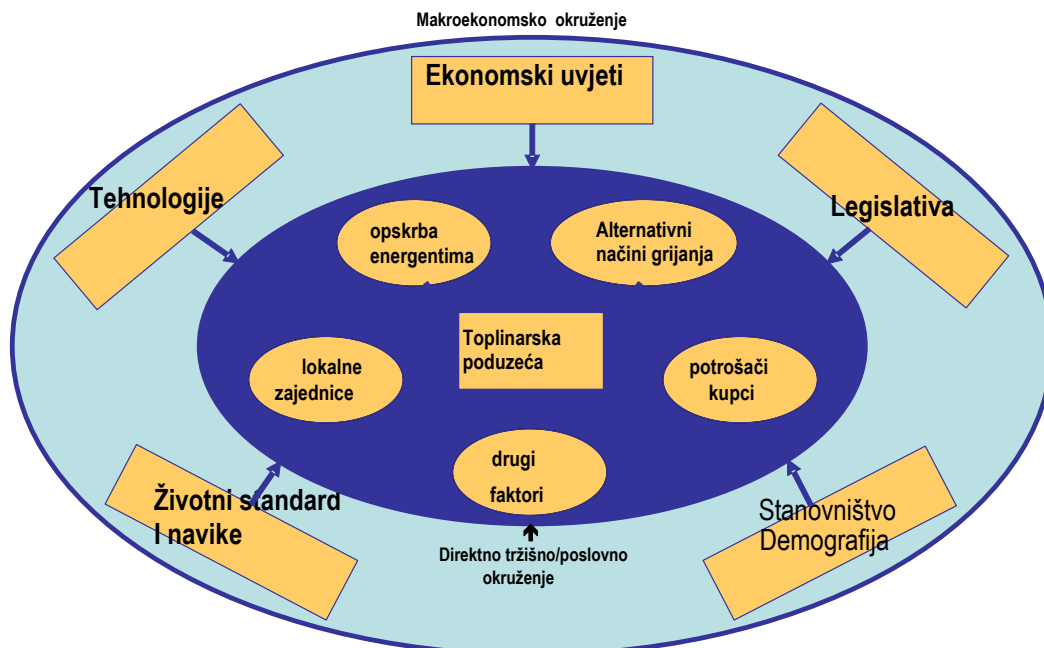 Makroekonomsko okruženje
Ekonomski uvjeti
Tehnologije
Legislativa
opskrba
energentima
Alternativni
načini grijanja
Toplinarska
poduzeća
lokalne
zajednice
potrošači
kupci
drugi
faktori
Životni standard
I navike
Stanovništvo
Demografija
Direktno tržišno/poslovno
okruženje